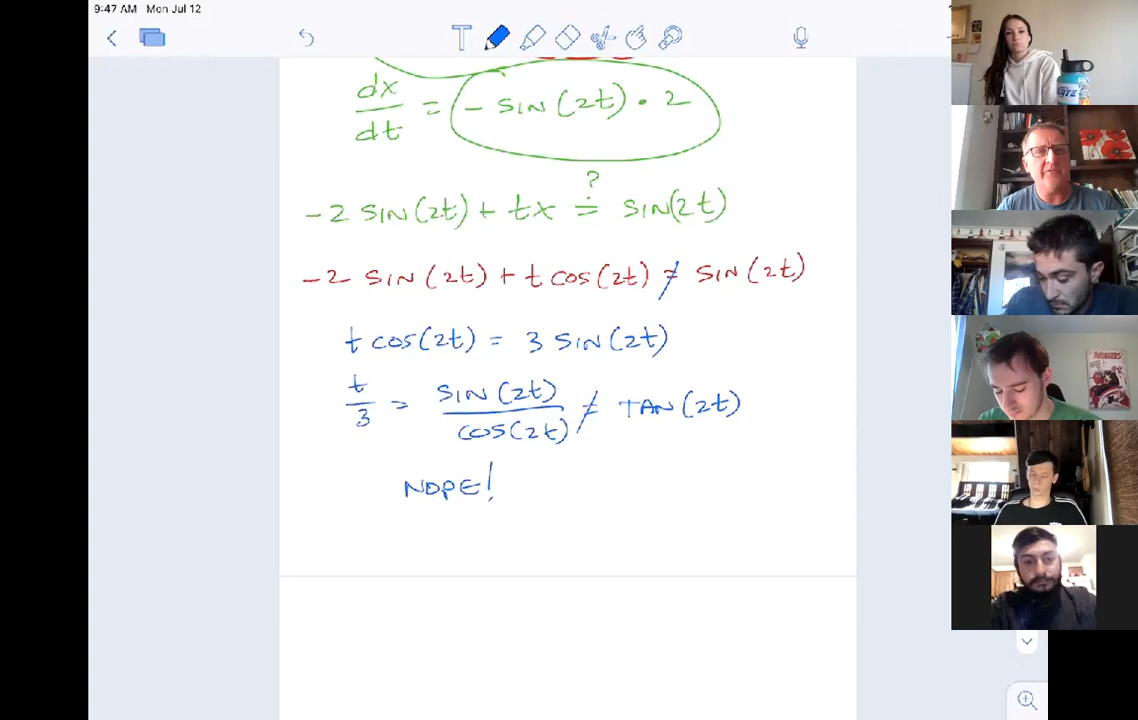 9:47 AM Mon Jul 12
T
dx/dt = - SIN (2t) • 2
?
-2 SIN (2t) + tx = SIN(2t)
-2 SIN (2t) + t COS (2t) ≠ SIN (2t)
t COS (2t) = 3 SIN (2t)
t/3 = SIN (2t)/COS (2t) ≠ TAN (2t)
NOPE!
AVENGERS